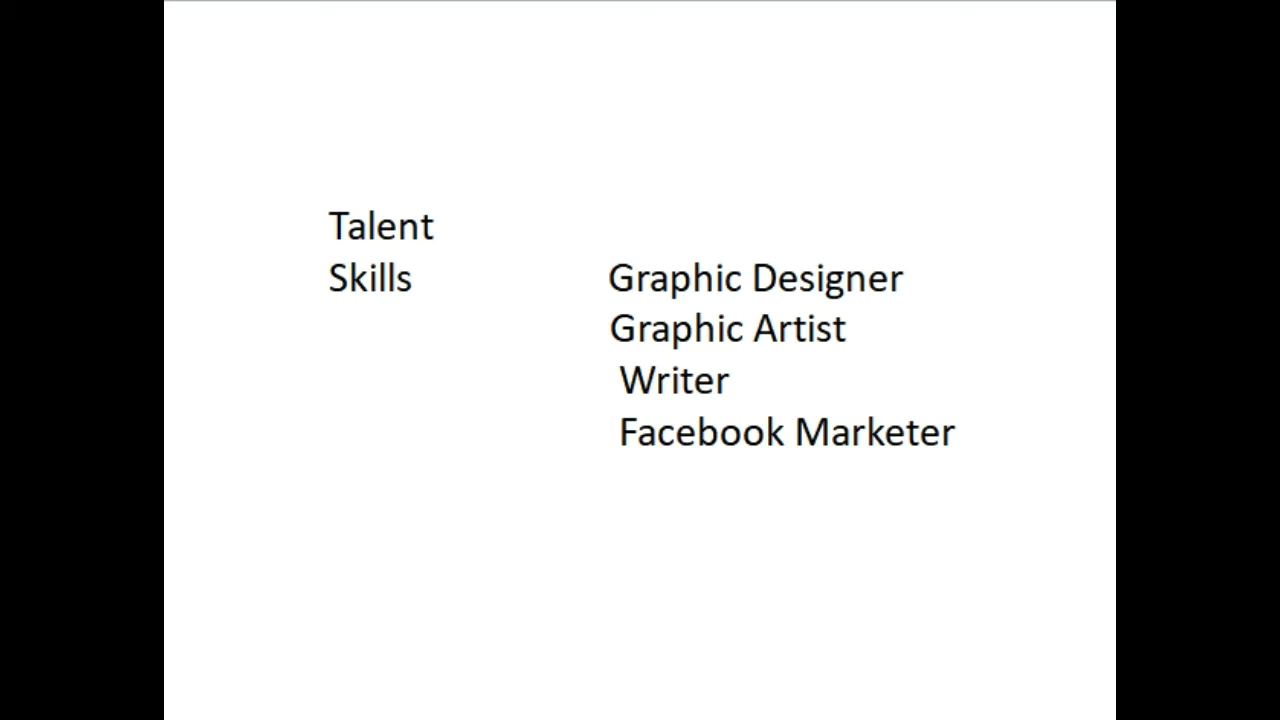 Talent
Skills Graphic Designer
Graphic Artist
Writer
Facebook Marketer